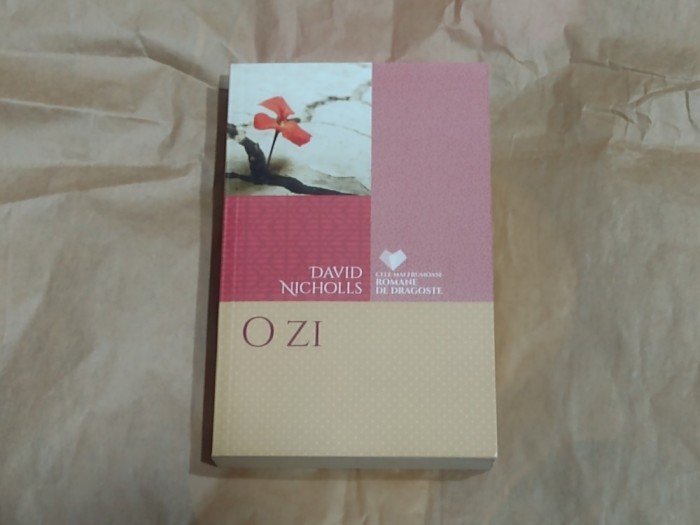 DAVID
NICHOLLS
CELE MAI FRUMOASE
ROMANE
DE DRAGOSTE
O ZI